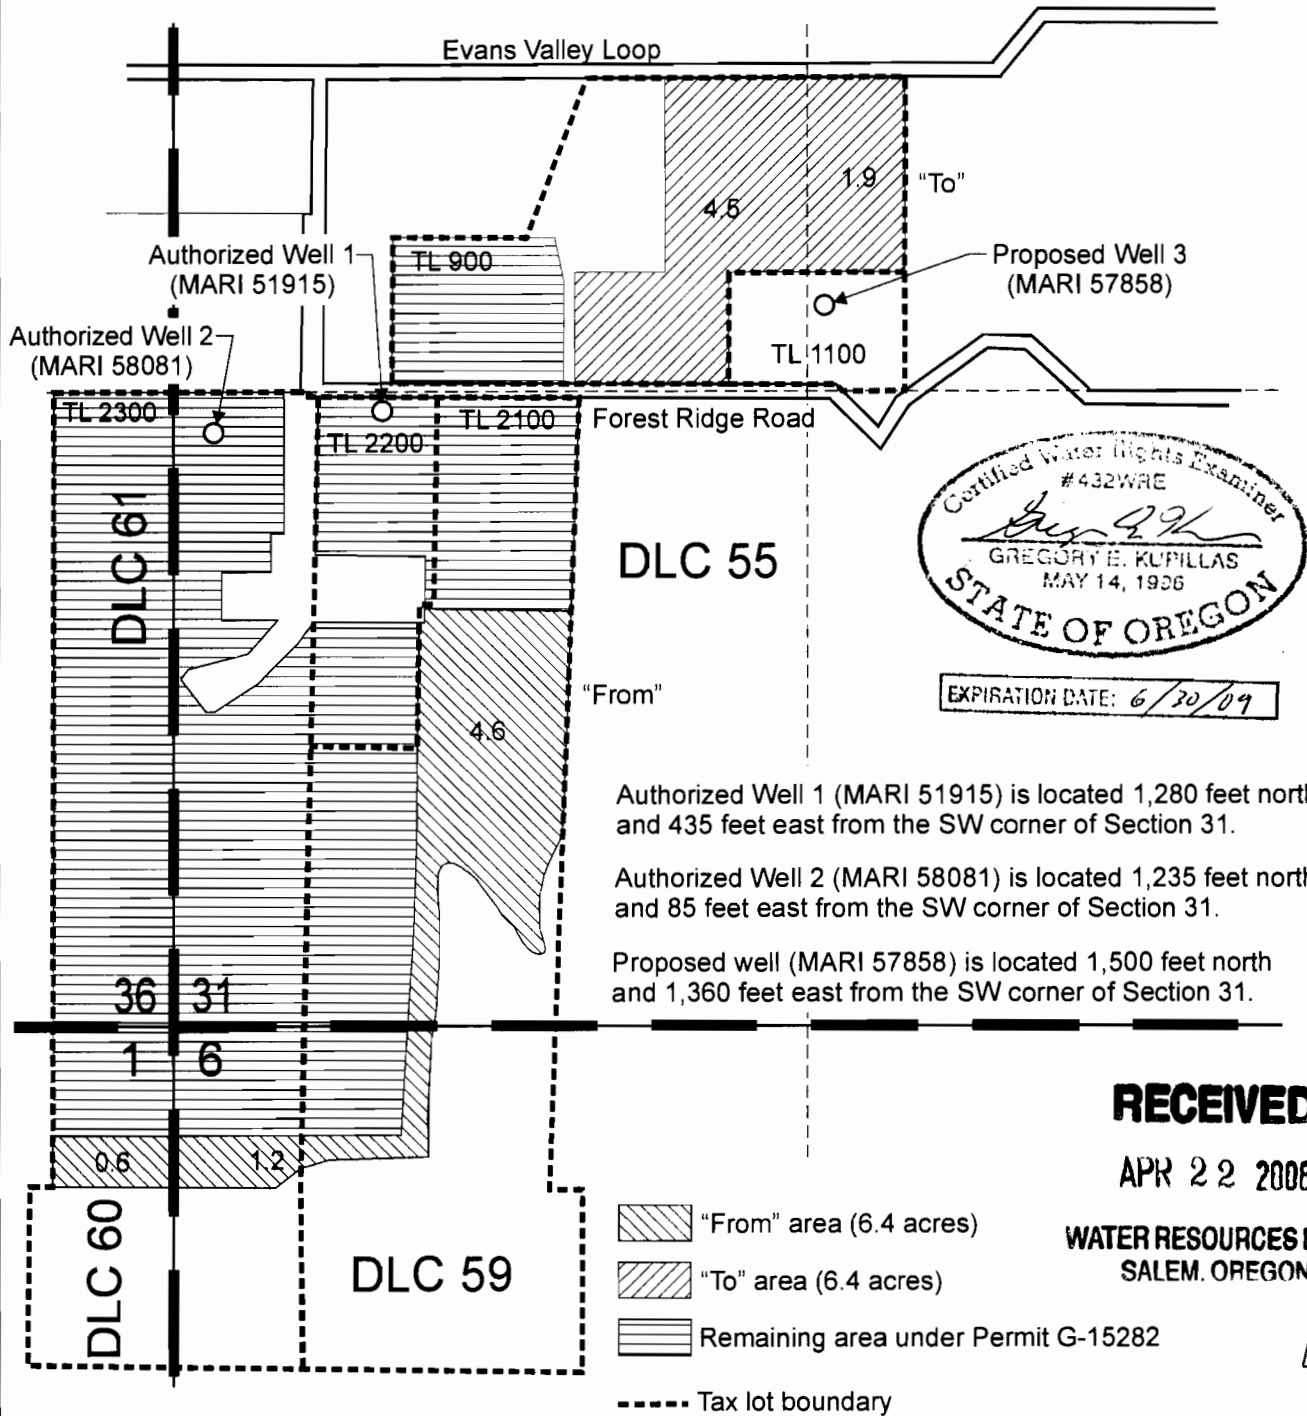 Evans Valley Loop
1.9
"To"
4.5
Authorized Well 1
(MARI 51915)
TL 900
Proposed Well 3
(MARI 57858)
Authorized Well 2
(MARI 58081)
TL 1100
TL 2300
TL 2200
TL 2100
Forest Ridge Road
Certified Water Rights Examiner
#432WRE
GREGORY E. KUPILLAS
MAY 14, 1996
STATE OF OREGON
DLC 61
DLC 55
EXPIRATION DATE: 6/30/09
"From"
4.6
Authorized Well 1 (MARI 51915) is located 1,280 feet north
and 435 feet east from the SW corner of Section 31.
Authorized Well 2 (MARI 58081) is located 1,235 feet north
and 85 feet east from the SW corner of Section 31.
Proposed well (MARI 57858) is located 1,500 feet north
and 1,360 feet east from the SW corner of Section 31.
36 31
1 6
RECEIVED
APR 22 2008
WATER RESOURCES
SALEM. OREGON
0.6
1.2
DLC 60
DLC 59
"From" area (6.4 acres)
"To" area (6.4 acres)
Remaining area under Permit G-15282
Tax lot boundary